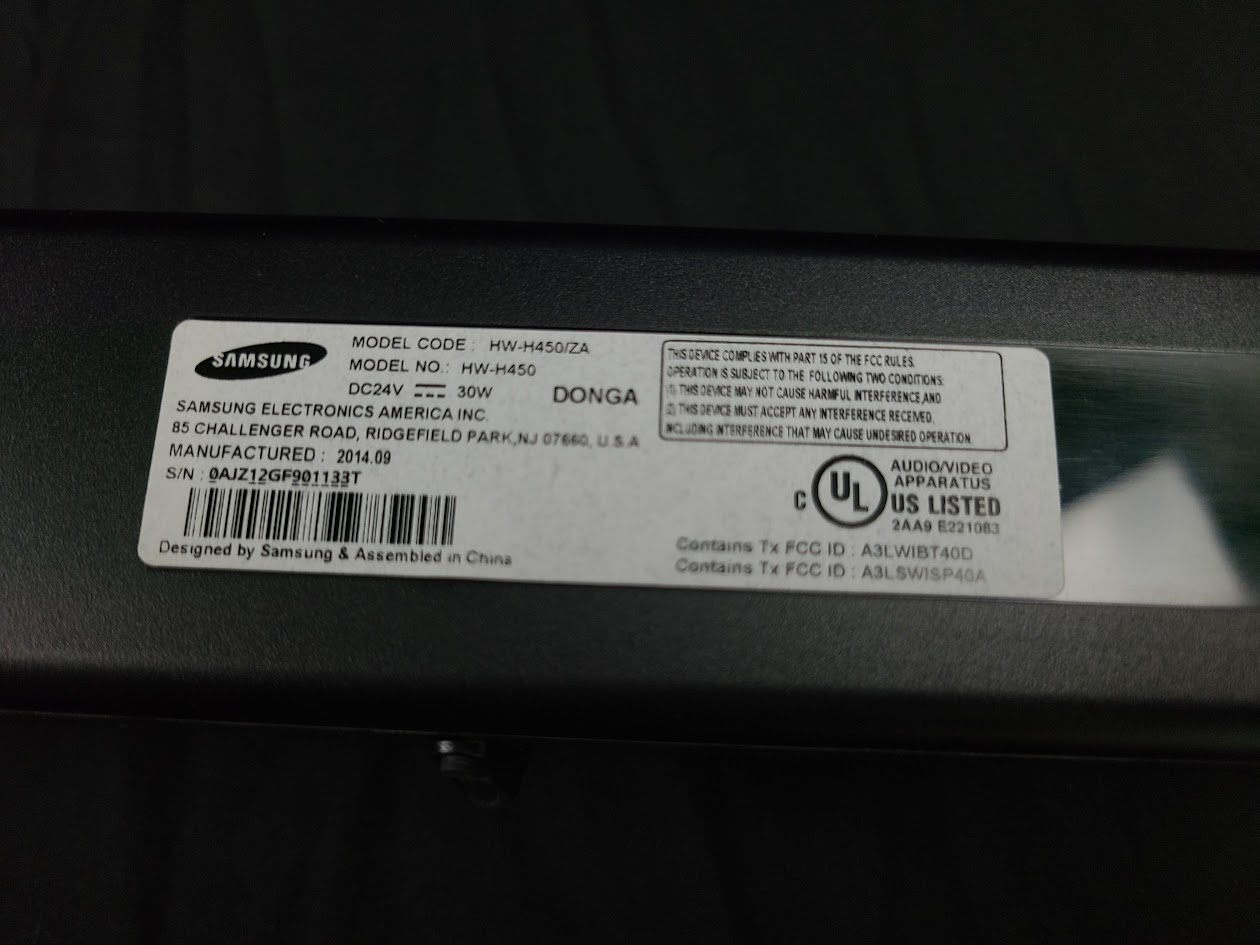 SAMSUNG
MODEL CODE : HW-H450/ZA
MODEL NO.: HW-H450
DC24V 30W
DONGA
SAMSUNG ELECTRONICS AMERICA INC.
85 CHALLENGER ROAD, RIDGEFIELD PARK,NJ 07660, U.S.A
MANUFACTURED : 2014.09
S/N : 0AJZ12GF901133T
Designed by Samsung & Assembled in China
THIS DEVICE COMPLIES WITH PART 15 OF THE FCC RULES.
OPERATION IS SUBJECT TO THE FOLLOWING TWO CONDITIONS:
(1) THIS DEVICE MAY NOT CAUSE HARMFUL INTERFERENCE,AND
(2) THIS DEVICE MUST ACCEPT ANY INTERFERENCE RECEIVED,
INCLUDING INTERFERENCE THAT MAY CAUSE UNDESIRED OPERATION.
C UL
AUDIO/VIDEO
APPARATUS
US LISTED
2AA9 E221083
Contains Tx FCC ID : A3LWIBT40D
Contains Tx FCC ID : A3LSWISP40A